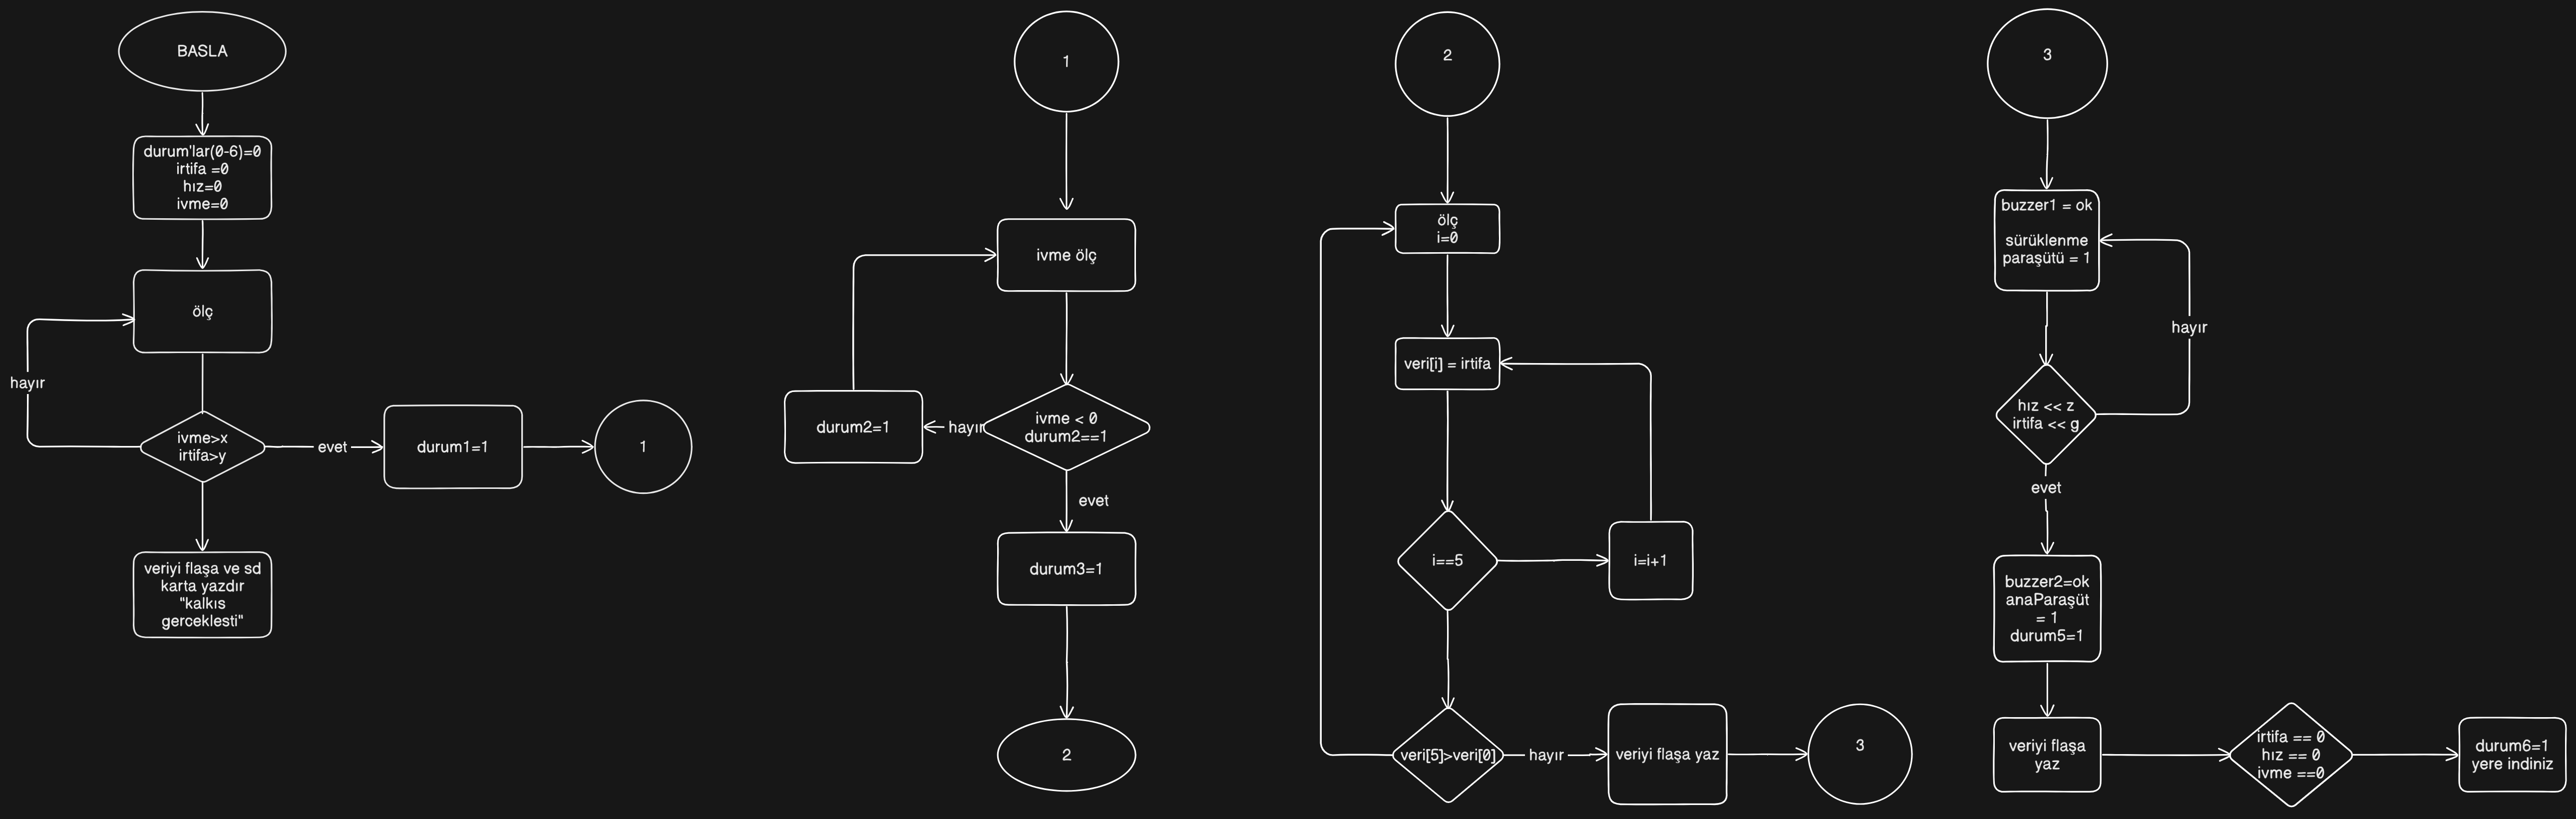 BASLA
durum'lar(0-6)=0
irtifa =0
hız=0
ivme=0
ölç
hayır
ivme>x
irtifa>y
evet
durum1=1
1
veriyi flaşa ve sd
karta yazdır
"kalkıs
gerceklesti"
1
ivme ölç
ivme < 0
durum2==1
hayır
durum2=1
evet
durum3=1
2
2
ölç
i=0
veri[i] = irtifa
i==5
i=i+1
veri[5]>veri[0]
hayır
veriyi flaşa yaz
3
3
buzzer1 = ok
sürüklenme
paraşütü = 1
hayır
hız << z
irtifa << g
evet
buzzer2=ok
anaParaşüt
= 1
durum5=1
veriyi flaşa
yaz
irtifa == 0
hız == 0
ivme ==0
durum6=1
yere indiniz